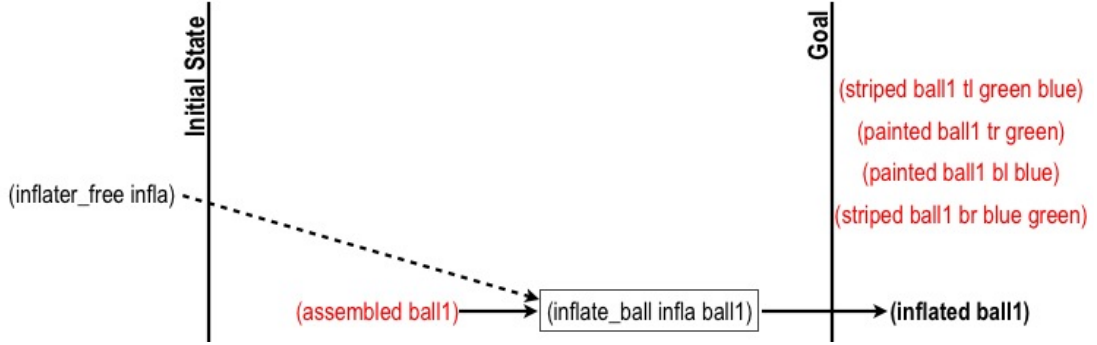 Initial State
Goal
(striped ball1 tl green blue)
(painted ball1 tr green)
(painted ball1 bl blue)
(inflater_free infla)
(striped ball1 br blue green)
(assembled ball1)
(inflate_ball infla ball1)
(inflated ball1)